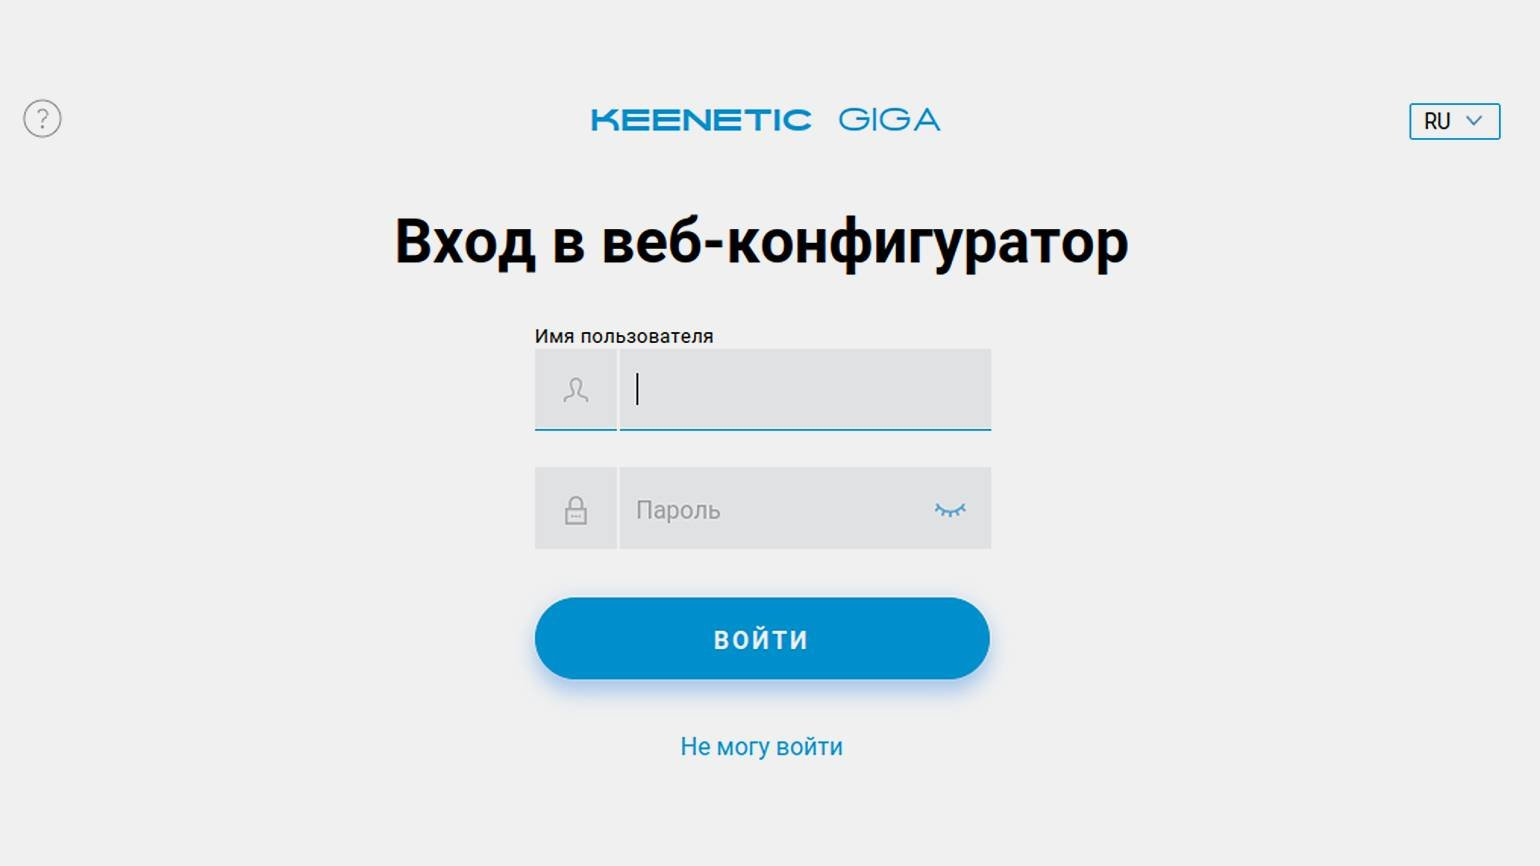 ?
KEENETIC GIGA
RU
Вход в веб-конфигуратор
Имя пользователя
Пароль
ВОЙТИ
Не могу войти